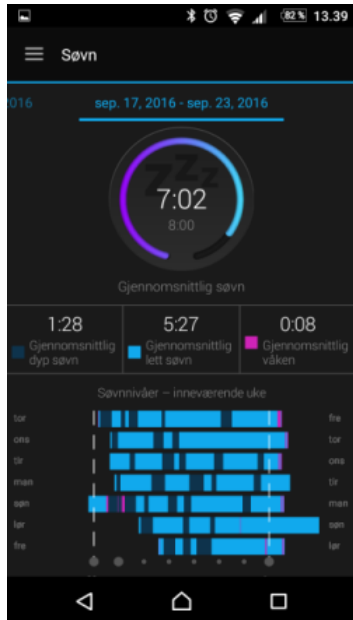 82 % 13.39
Søvn
2016 sep. 17, 2016 - sep. 23, 2016
zzz
7:02
8:00
Gjennomsnittlig søvn
1:28 5:27 0:08
Gjennomsnittlig Gjennomsnittlig Gjennomsnittlig
dyp søvn lett søvn våken
Søvnnivåer – inneværende uke
tor fre
ons tor
tir ons
man tir
søn man
lør søn
fre lør